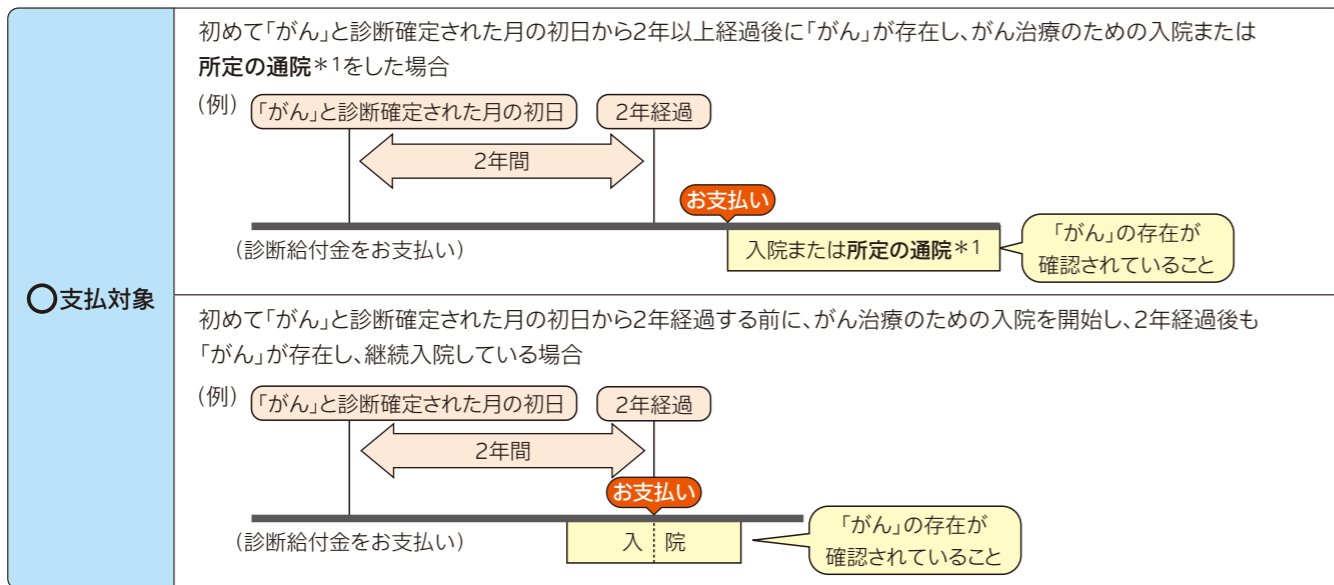 〇支払対象
初めて「がん」と診断確定された月の初日から2年以上経過後に「がん」が存在し、がん治療のための入院または
所定の通院＊1をした場合
(例)
「がん」と診断確定された月の初日
2年経過
2年間
お支払い
(診断給付金をお支払い)
入院または所定の通院＊1
「がん」の存在が
確認されていること
初めて「がん」と診断確定された月の初日から2年経過する前に、がん治療のための入院を開始し、2年経過後も
「がん」が存在し、継続入院している場合
(例)
「がん」と診断確定された月の初日
2年経過
2年間
お支払い
(診断給付金をお支払い)
入院
「がん」の存在が
確認されていること